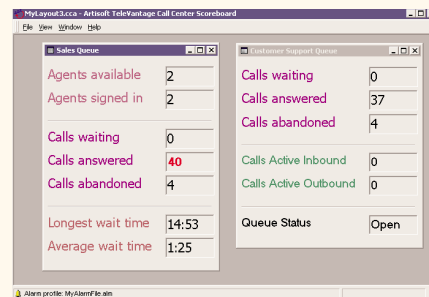 MyLayout3.cca - Artisoft TeleVantage Call Center Scoreboard
File View Window Help
Sales Queue
Agents available 2
Agents signed in 2
Calls waiting 0
Calls answered 40
Calls abandoned 4
Longest wait time 14:53
Average wait time 1:25
Customer Support Queue
Calls waiting 0
Calls answered 37
Calls abandoned 4
Calls Active Inbound 0
Calls Active Outbound 0
Queue Status Open
Alarm profile: MyAlarmFile.alm